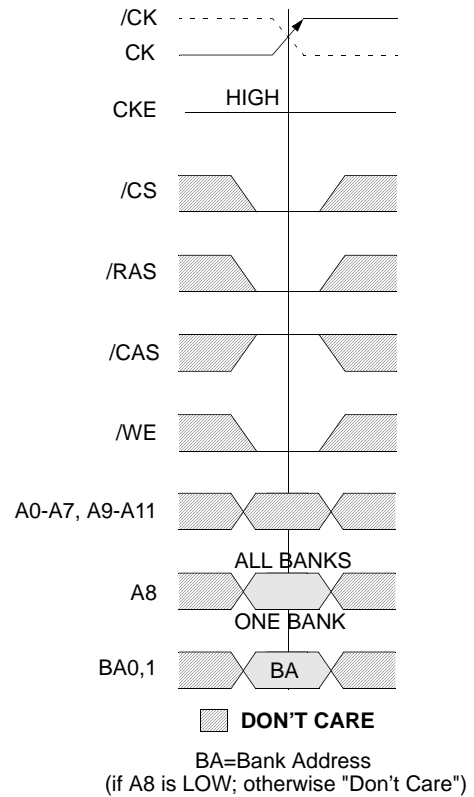 /CK
CK
CKE HIGH
/CS
/RAS
/CAS
/WE
A0-A7, A9-A11
ALL BANKS
A8
ONE BANK
BA0,1 BA
DON'T CARE
BA=Bank Address
(if A8 is LOW; otherwise "Don't Care")